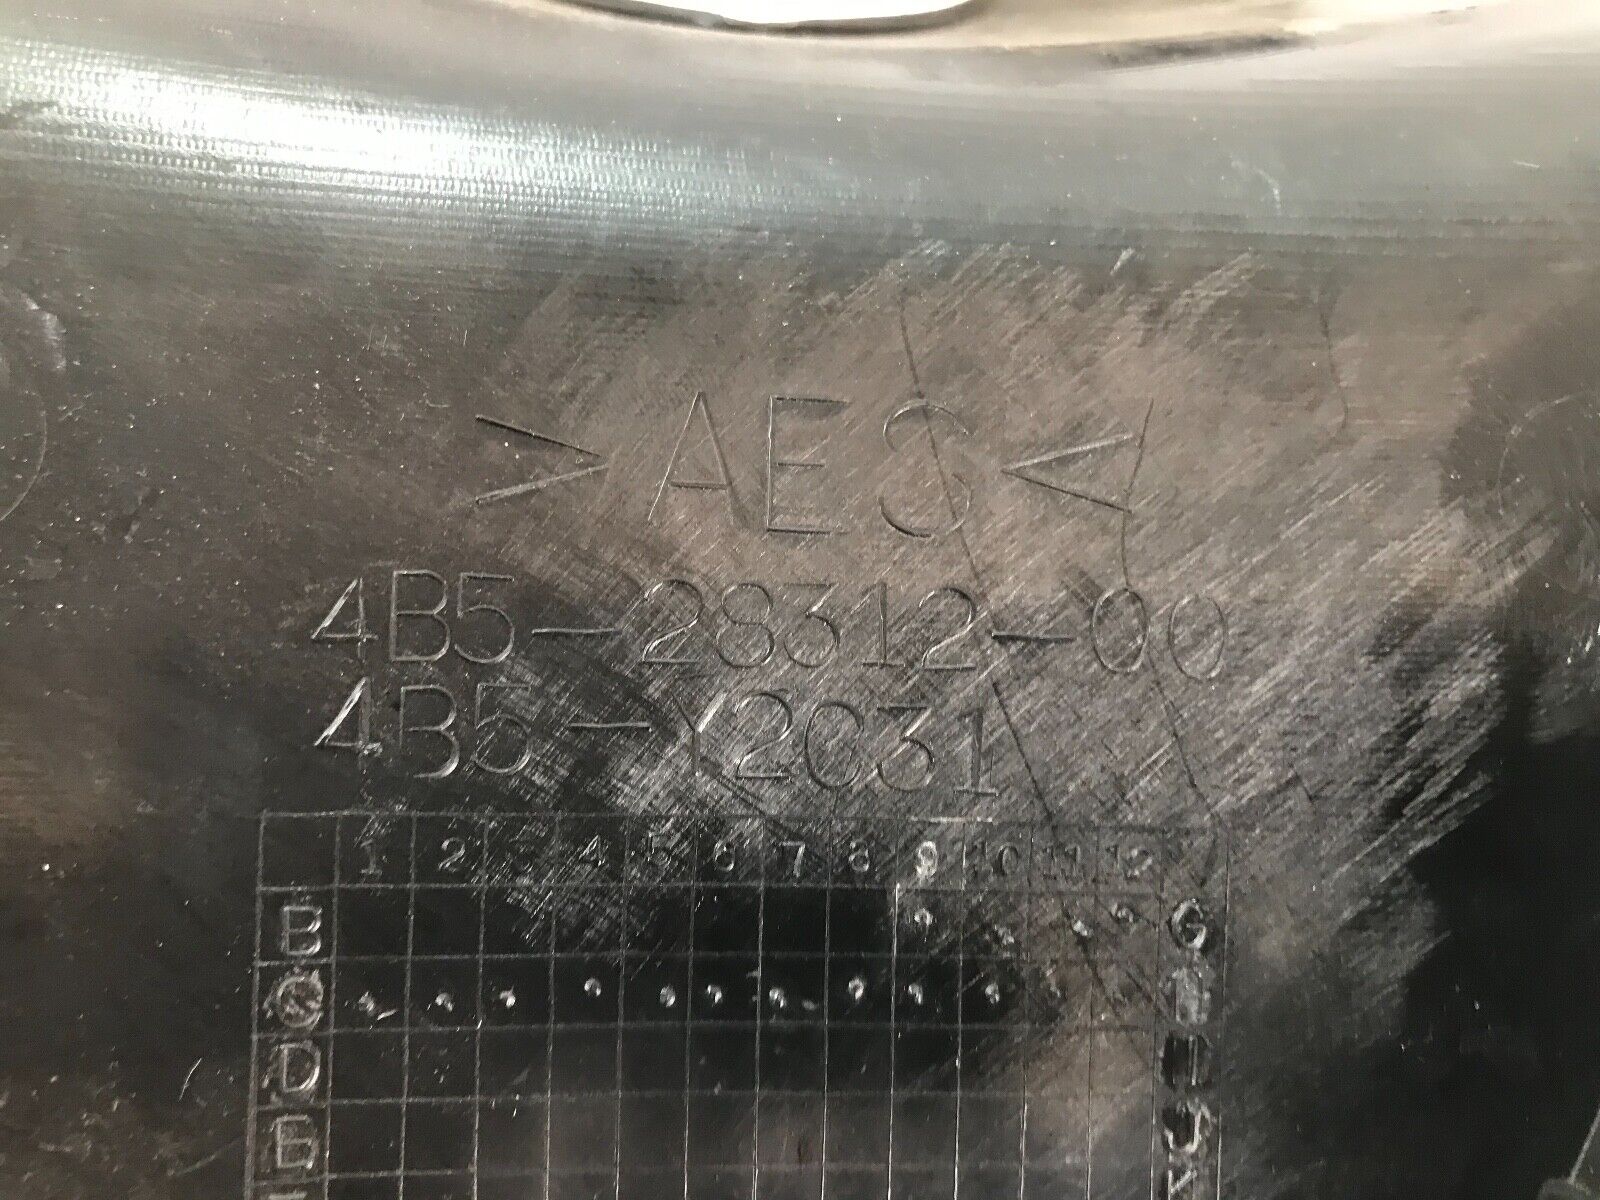 >AES<
4B5-28312-00
4B5-Y2031
1 2 4 5 6 7 8 9 10 11 12
B G
C
D
E